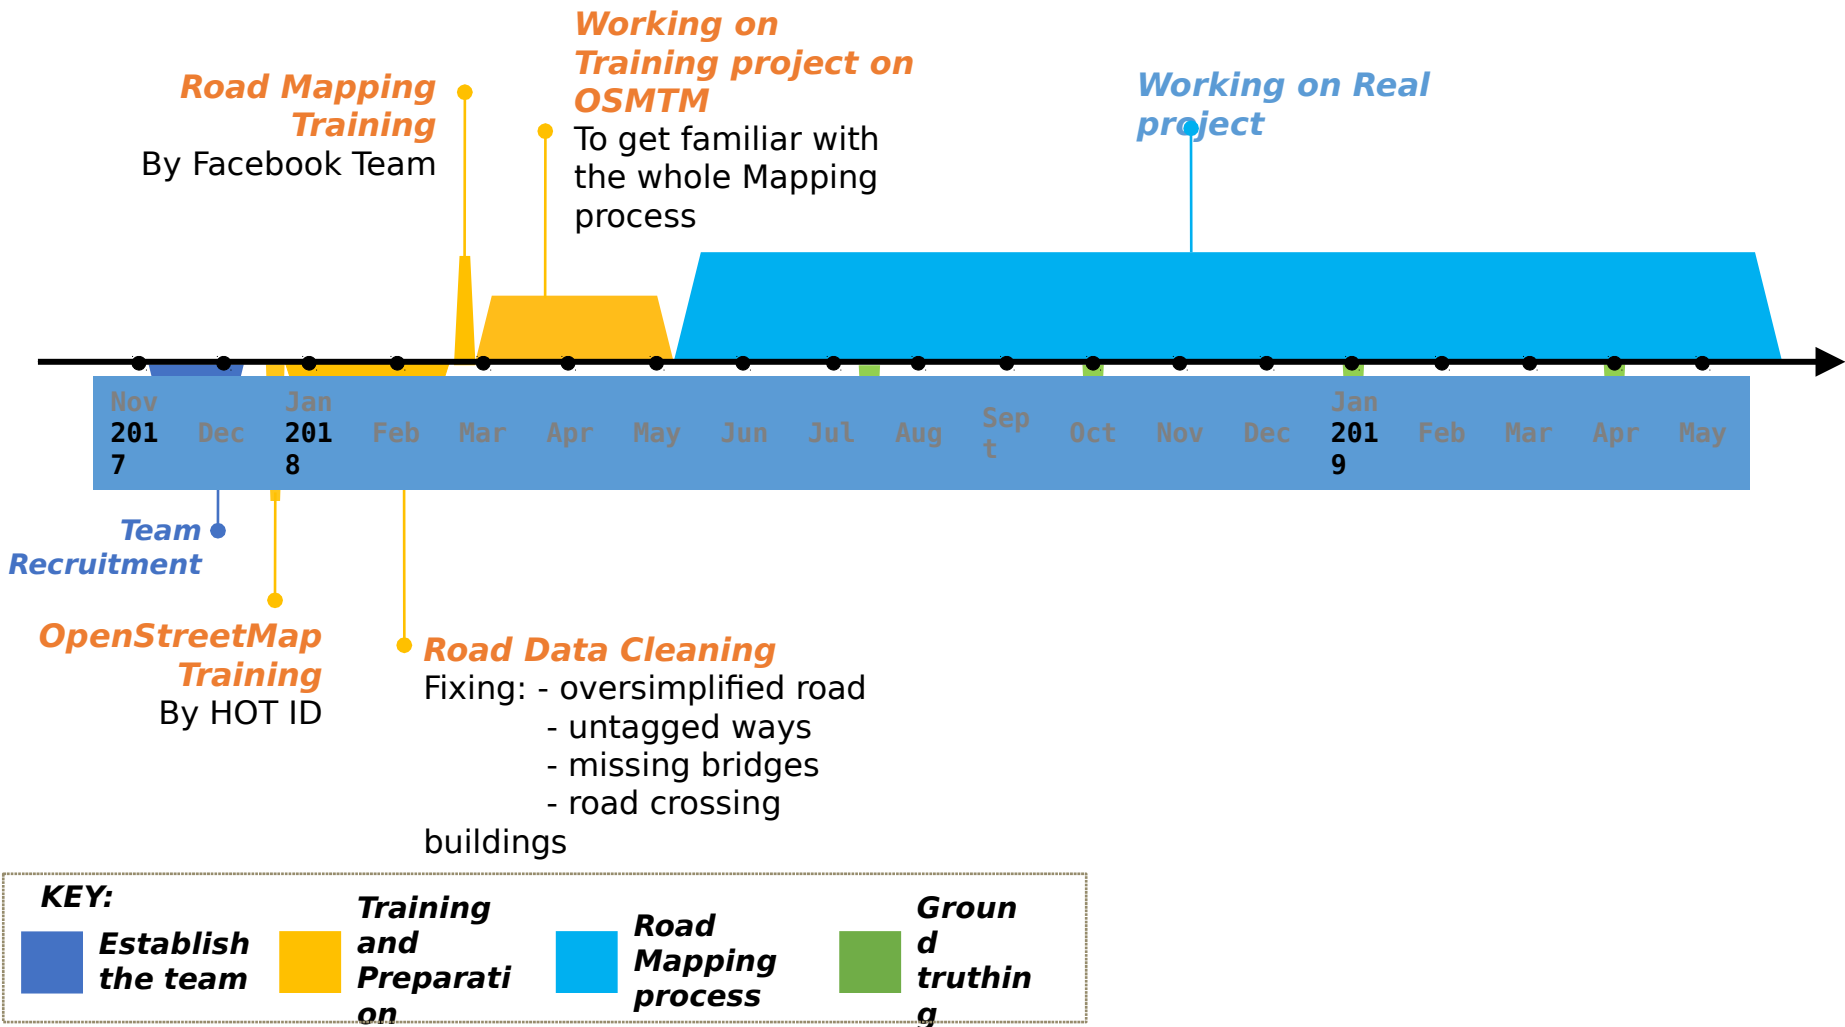 Working on
Training project on
OSMTM
To get familiar with
the whole Mapping
process
Road Mapping
Training
By Facebook Team
Working on Real
project
Nov
201
7
Dec
Jan
201
8
Feb
Mar
Apr
May
Jun
Jul
Aug
Sep
t
Oct
Nov
Dec
Jan
201
9
Feb
Mar
Apr
May
Team
Recruitment
OpenStreetMap
Training
By HOT ID
Road Data Cleaning
Fixing: - oversimplified road
- untagged ways
- missing bridges
- road crossing
buildings
KEY:
Establish
the team
Training
and
Preparati
on
Road
Mapping
process
Groun
d
truthin
g